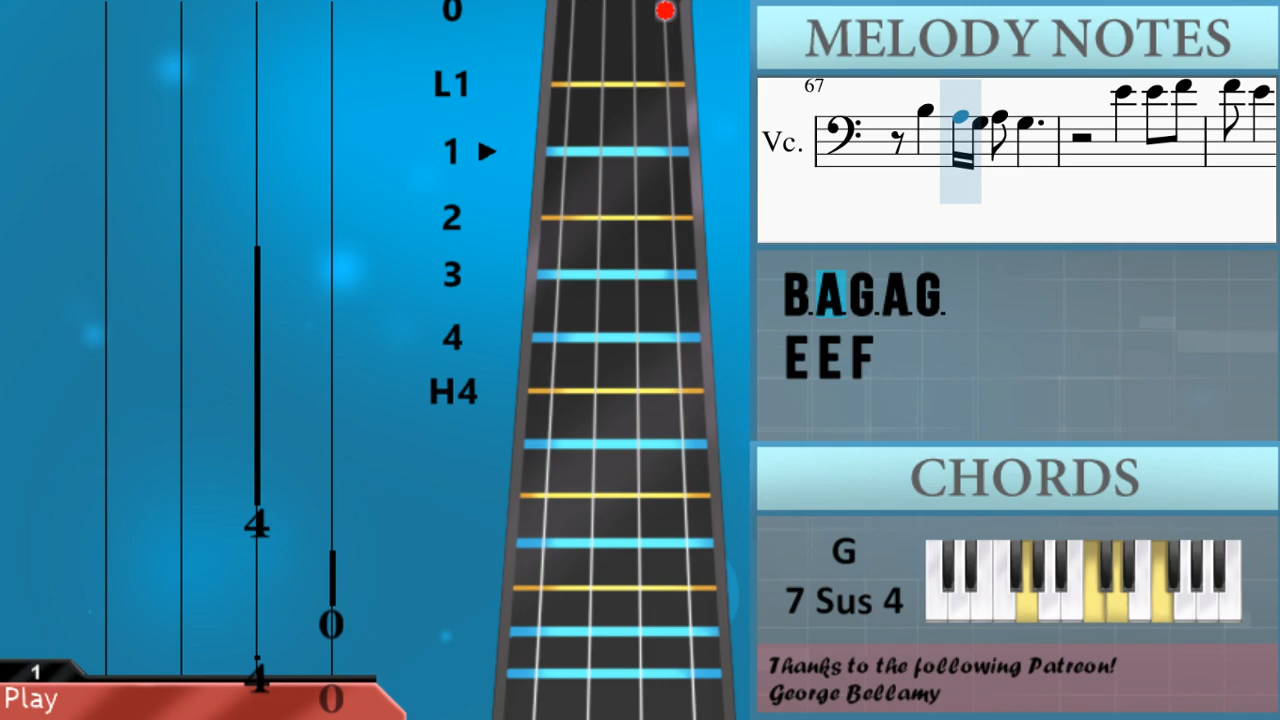 0
L1
1
2
3
4
H4
4
0
4
0
1
Play
MELODY NOTES
67
Vc.
B.AG.A.G.
E E F
CHORDS
G
7 Sus 4
Thanks to the following Patreon!
George Bellamy